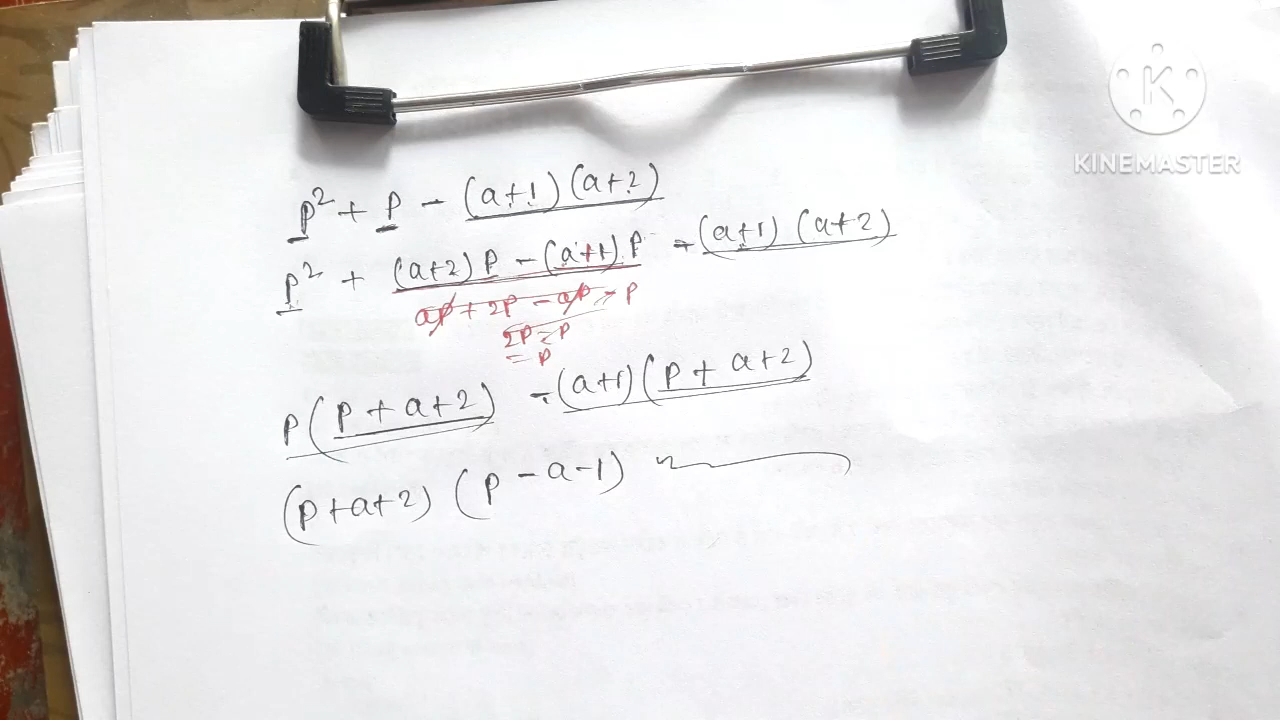 K
KINEMASTER
p² + p - (a+1)(a+2)
p² + (a+2)p - (a+1)p - (a+1)(a+2)
ap + 2p - ap - p
2p - p
= p
p(p+a+2) - (a+1)(p+a+2)
(p+a+2)(p-a-1)